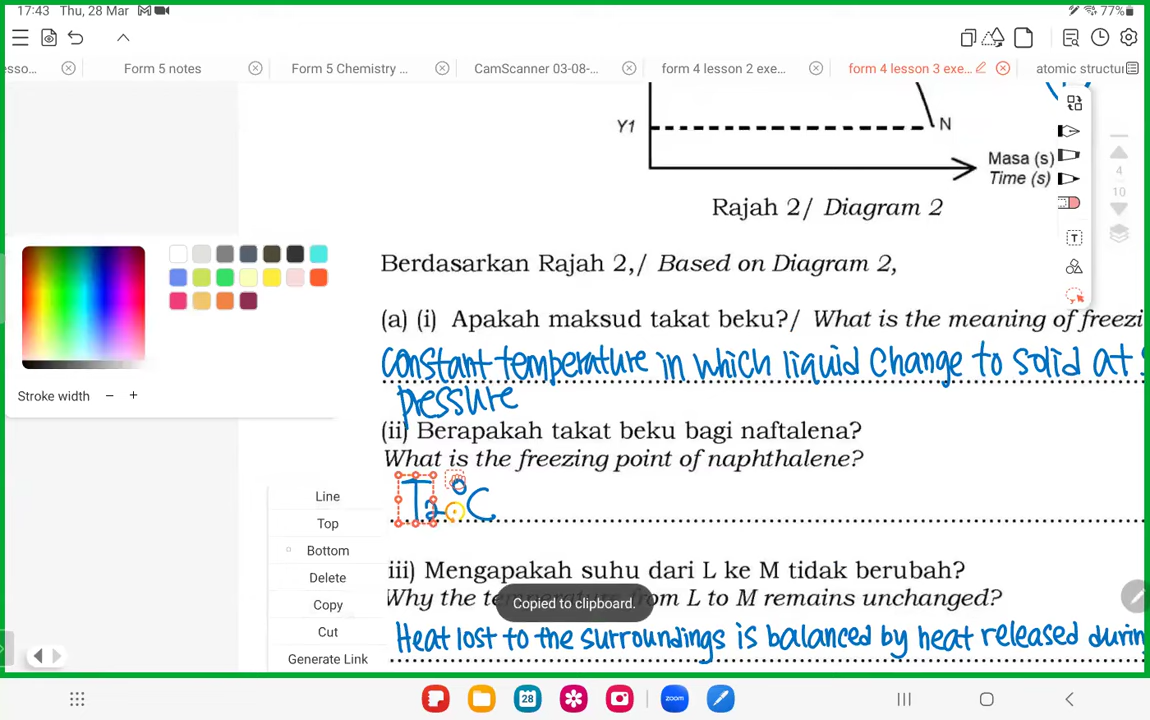 17:43 Thu, 28 Mar
77%
esso... Form 5 notes Form 5 Chemistry ... CamScanner 03-08-... form 4 lesson 2 exe... form 4 lesson 3 exe... atomic structu
4
10
Y1
N
Masa (s)
Time (s)
Rajah 2/ Diagram 2
Berdasarkan Rajah 2,/ Based on Diagram 2,
(a) (i) Apakah maksud takat beku?/ What is the meaning of freezi
constant temperature in which liquid change to solid at
pressure
(ii) Berapakah takat beku bagi naftalena?
What is the freezing point of naphthalene?
T2°C
iii) Mengapakah suhu dari L ke M tidak berubah?
Why the te om L to M remains unchanged?
Heat lost to the surroundings is balanced by heat released durin
Stroke width - +
Line
Top
Bottom
Delete
Copy
Cut
Generate Link
Copied to clipboard.
28
zoom